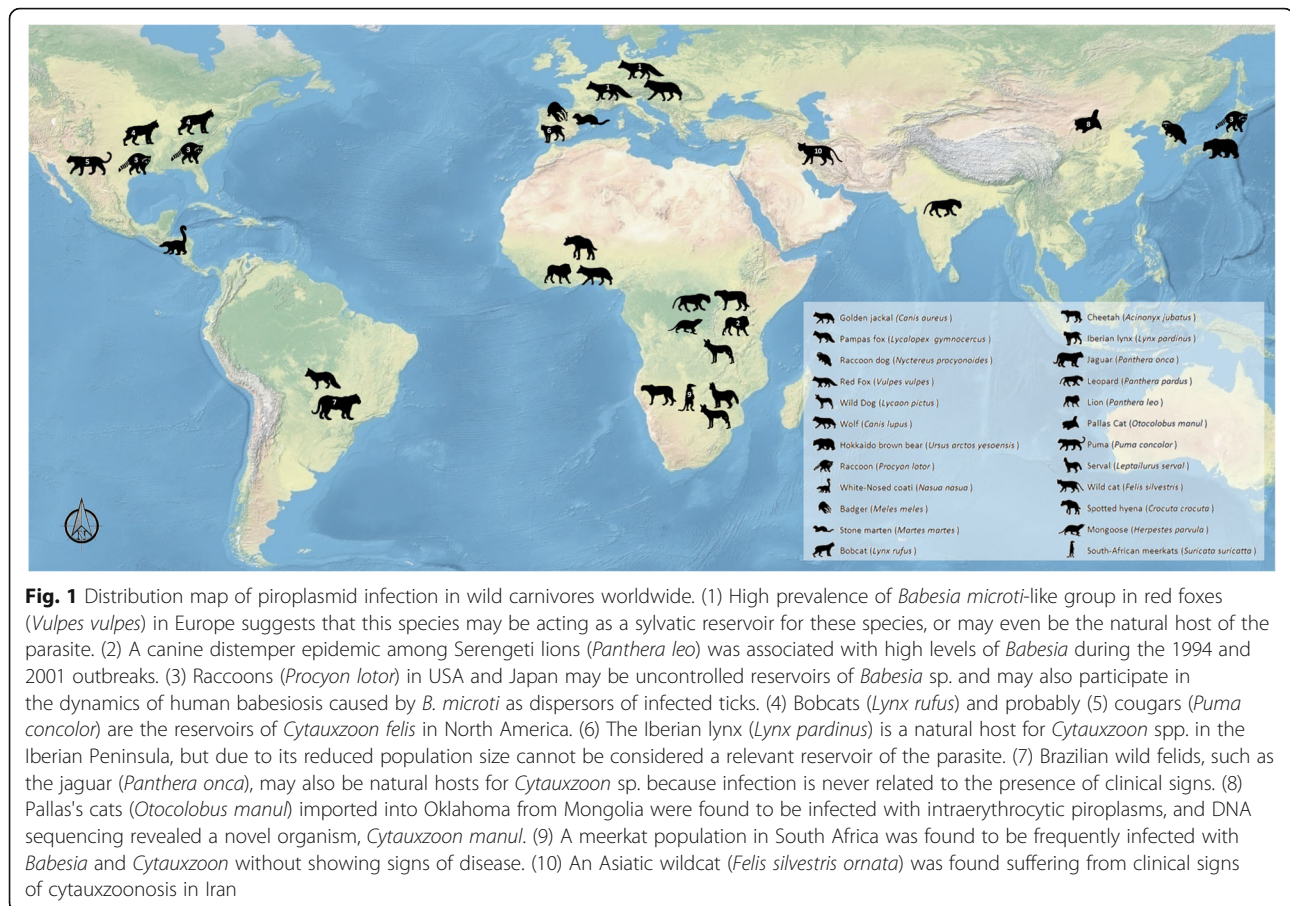 1
1
4
4
6
8
3
5
3
3
10
2
9
7
Golden jackal (Canis aureus )
Pampas fox (Lycalopex gymnocercus )
Raccoon dog (Nyctereus procyonoides )
Red Fox (Vulpes vulpes )
Wild Dog (Lycaon pictus )
Wolf (Canis lupus )
Hokkaido brown bear (Ursus arctos yesoensis )
Raccoon (Procyon lotor )
White-Nosed coati (Nasua nasua )
Badger (Meles meles )
Stone marten (Martes martes )
Bobcat (Lynx rufus )
Cheetah (Acinonyx jubatus )
Iberian lynx (Lynx pardinus )
Jaguar (Panthera onca )
Leopard (Panthera pardus )
Lion (Panthera leo )
Pallas Cat (Otocolobus manul )
Puma (Puma concolor )
Serval (Leptailurus serval )
Wild cat (Felis silvestris )
Spotted hyena (Crocuta crocuta )
Mongoose (Herpestes parvula )
South-African meerkats (Suricata suricatta )
Fig. 1 Distribution map of piroplasmid infection in wild carnivores worldwide. (1) High prevalence of Babesia microti-like group in red foxes
(Vulpes vulpes) in Europe suggests that this species may be acting as a sylvatic reservoir for these species, or may even be the natural host of the
parasite. (2) A canine distemper epidemic among Serengeti lions (Panthera leo) was associated with high levels of Babesia during the 1994 and
2001 outbreaks. (3) Raccoons (Procyon lotor) in USA and Japan may be uncontrolled reservoirs of Babesia sp. and may also participate in
the dynamics of human babesiosis caused by B. microti as dispersors of infected ticks. (4) Bobcats (Lynx rufus) and probably (5) cougars (Puma
concolor) are the reservoirs of Cytauxzoon felis in North America. (6) The Iberian lynx (Lynx pardinus) is a natural host for Cytauxzoon spp. in the
Iberian Peninsula, but due to its reduced population size cannot be considered a relevant reservoir of the parasite. (7) Brazilian wild felids, such as
the jaguar (Panthera onca), may also be natural hosts for Cytauxzoon sp. because infection is never related to the presence of clinical signs. (8)
Pallas's cats (Otocolobus manul) imported into Oklahoma from Mongolia were found to be infected with intraerythrocytic piroplasms, and DNA
sequencing revealed a novel organism, Cytauxzoon manul. (9) A meerkat population in South Africa was found to be frequently infected with
Babesia and Cytauxzoon without showing signs of disease. (10) An Asiatic wildcat (Felis silvestris ornata) was found suffering from clinical signs
of cytauxzoonosis in Iran